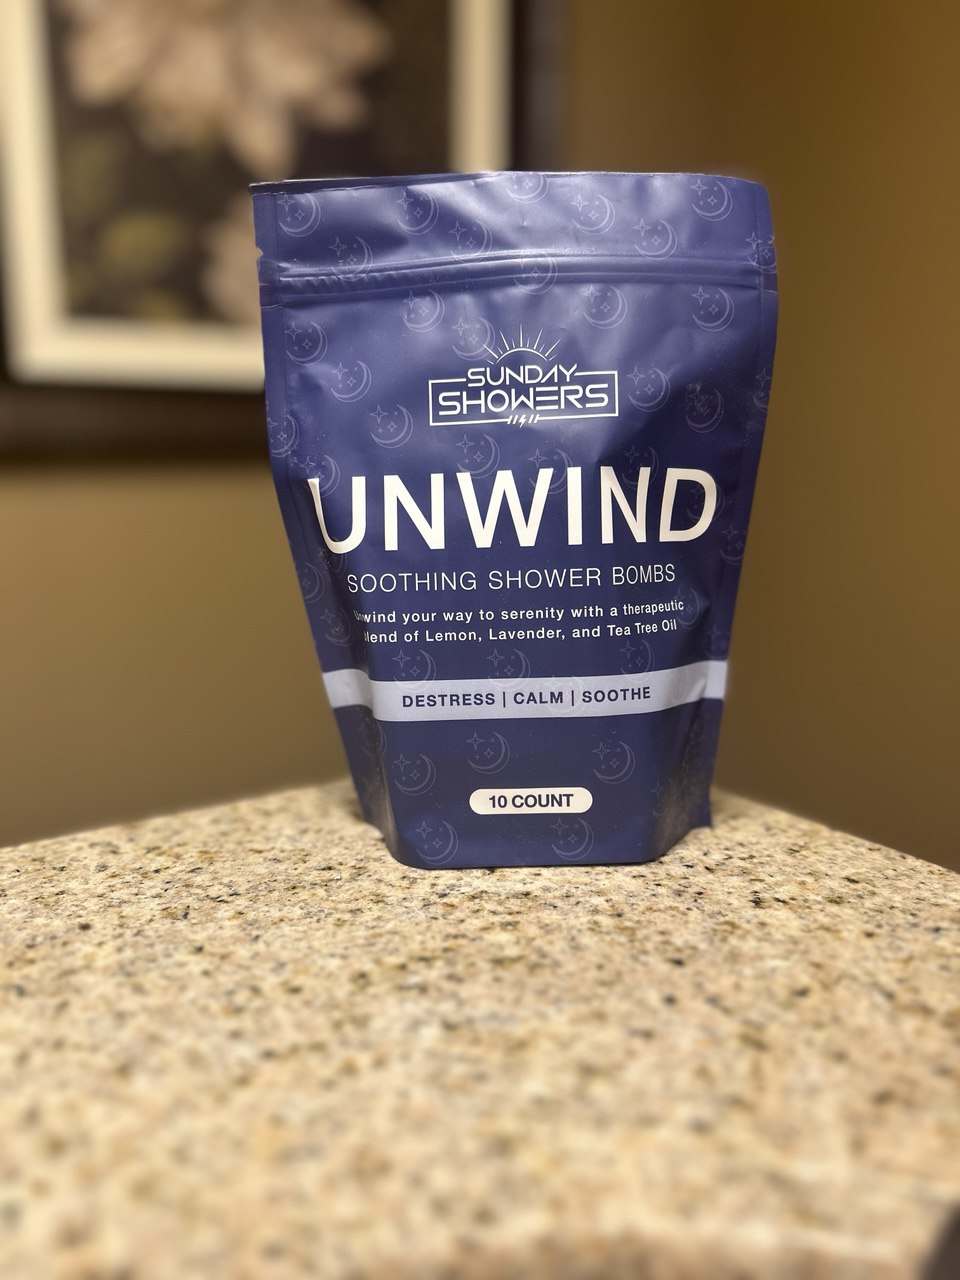 SUNDAY
SHOWERS
UNWIND
SOOTHING SHOWER BOMBS
Unwind your way to serenity with a therapeutic
blend of Lemon, Lavender, and Tea Tree Oil
DESTRESS | CALM | SOOTHE
10 COUNT